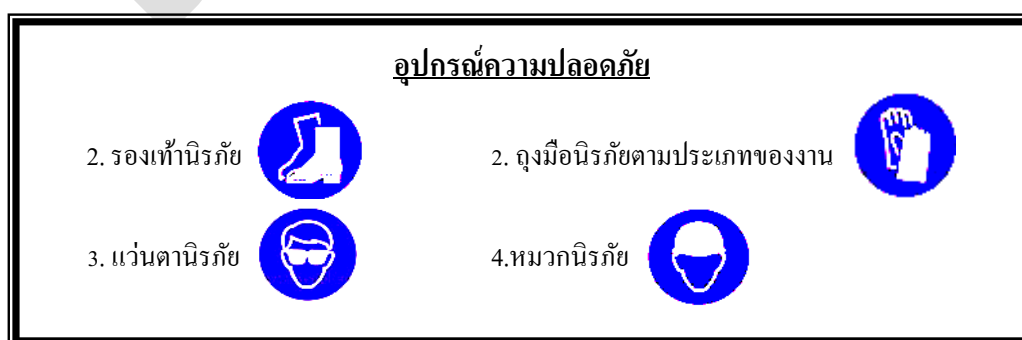 อุปกรณ์ความปลอดภัย
2. รองเท้านิรภัย 2. ถุงมือนิรภัยตามประเภทของงาน
3. แว่นตานิรภัย 4.หมวกนิรภัย